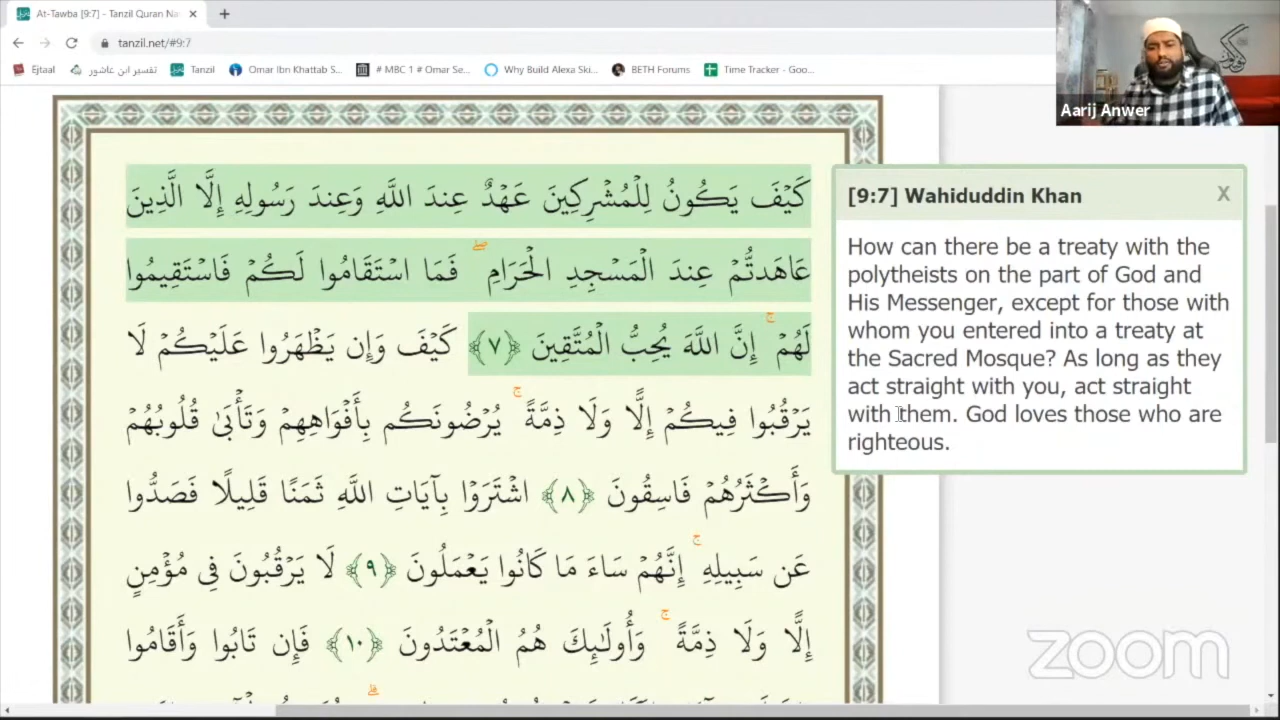 At-Tawba [9:7] - Tanzil Quran Na
tanzil.net/#9:7
Ejtaal
تفسير ابن عاشور
Tanzil
Omar Ibn Khattab S...
# MBC 1 # Omar Se...
Why Build Alexa Ski...
BETH Forums
Time Tracker - Goo...
Aarij Anwer
كَيْفَ يَكُونُ لِلْمُشْرِكِينَ عَهْدٌ عِندَ اللَّهِ وَعِندَ رَسُولِهِ إِلَّا الَّذِينَ
عَاهَدتُّمْ عِندَ الْمَسْجِدِ الْحَرَامِ ۖ فَمَا اسْتَقَامُوا لَكُمْ فَاسْتَقِيمُوا
لَهُمْ ۚ إِنَّ اللَّهَ يُحِبُّ الْمُتَّقِينَ ﴿٧﴾ كَيْفَ وَإِن يَظْهَرُوا عَلَيْكُمْ لَا
يَرْقُبُوا فِيكُمْ إِلًّا وَلَا ذِمَّةً ۚ يُرْضُونَكُم بِأَفْوَاهِهِمْ وَتَأْبَىٰ قُلُوبُهُمْ
وَأَكْثَرُهُمْ فَاسِقُونَ ﴿٨﴾ اشْتَرَوْا بِآيَاتِ اللَّهِ ثَمَنًا قَلِيلًا فَصَدُّوا
عَن سَبِيلِهِ ۚ إِنَّهُمْ سَاءَ مَا كَانُوا يَعْمَلُونَ ﴿٩﴾ لَا يَرْقُبُونَ فِي مُؤْمِنٍ
إِلًّا وَلَا ذِمَّةً ۚ وَأُولَٰئِكَ هُمُ الْمُعْتَدُونَ ﴿١٠﴾ فَإِن تَابُوا وَأَقَامُوا
[9:7] Wahiduddin Khan
X
How can there be a treaty with the
polytheists on the part of God and
His Messenger, except for those with
whom you entered into a treaty at
the Sacred Mosque? As long as they
act straight with you, act straight
with them. God loves those who are
righteous.
zoom